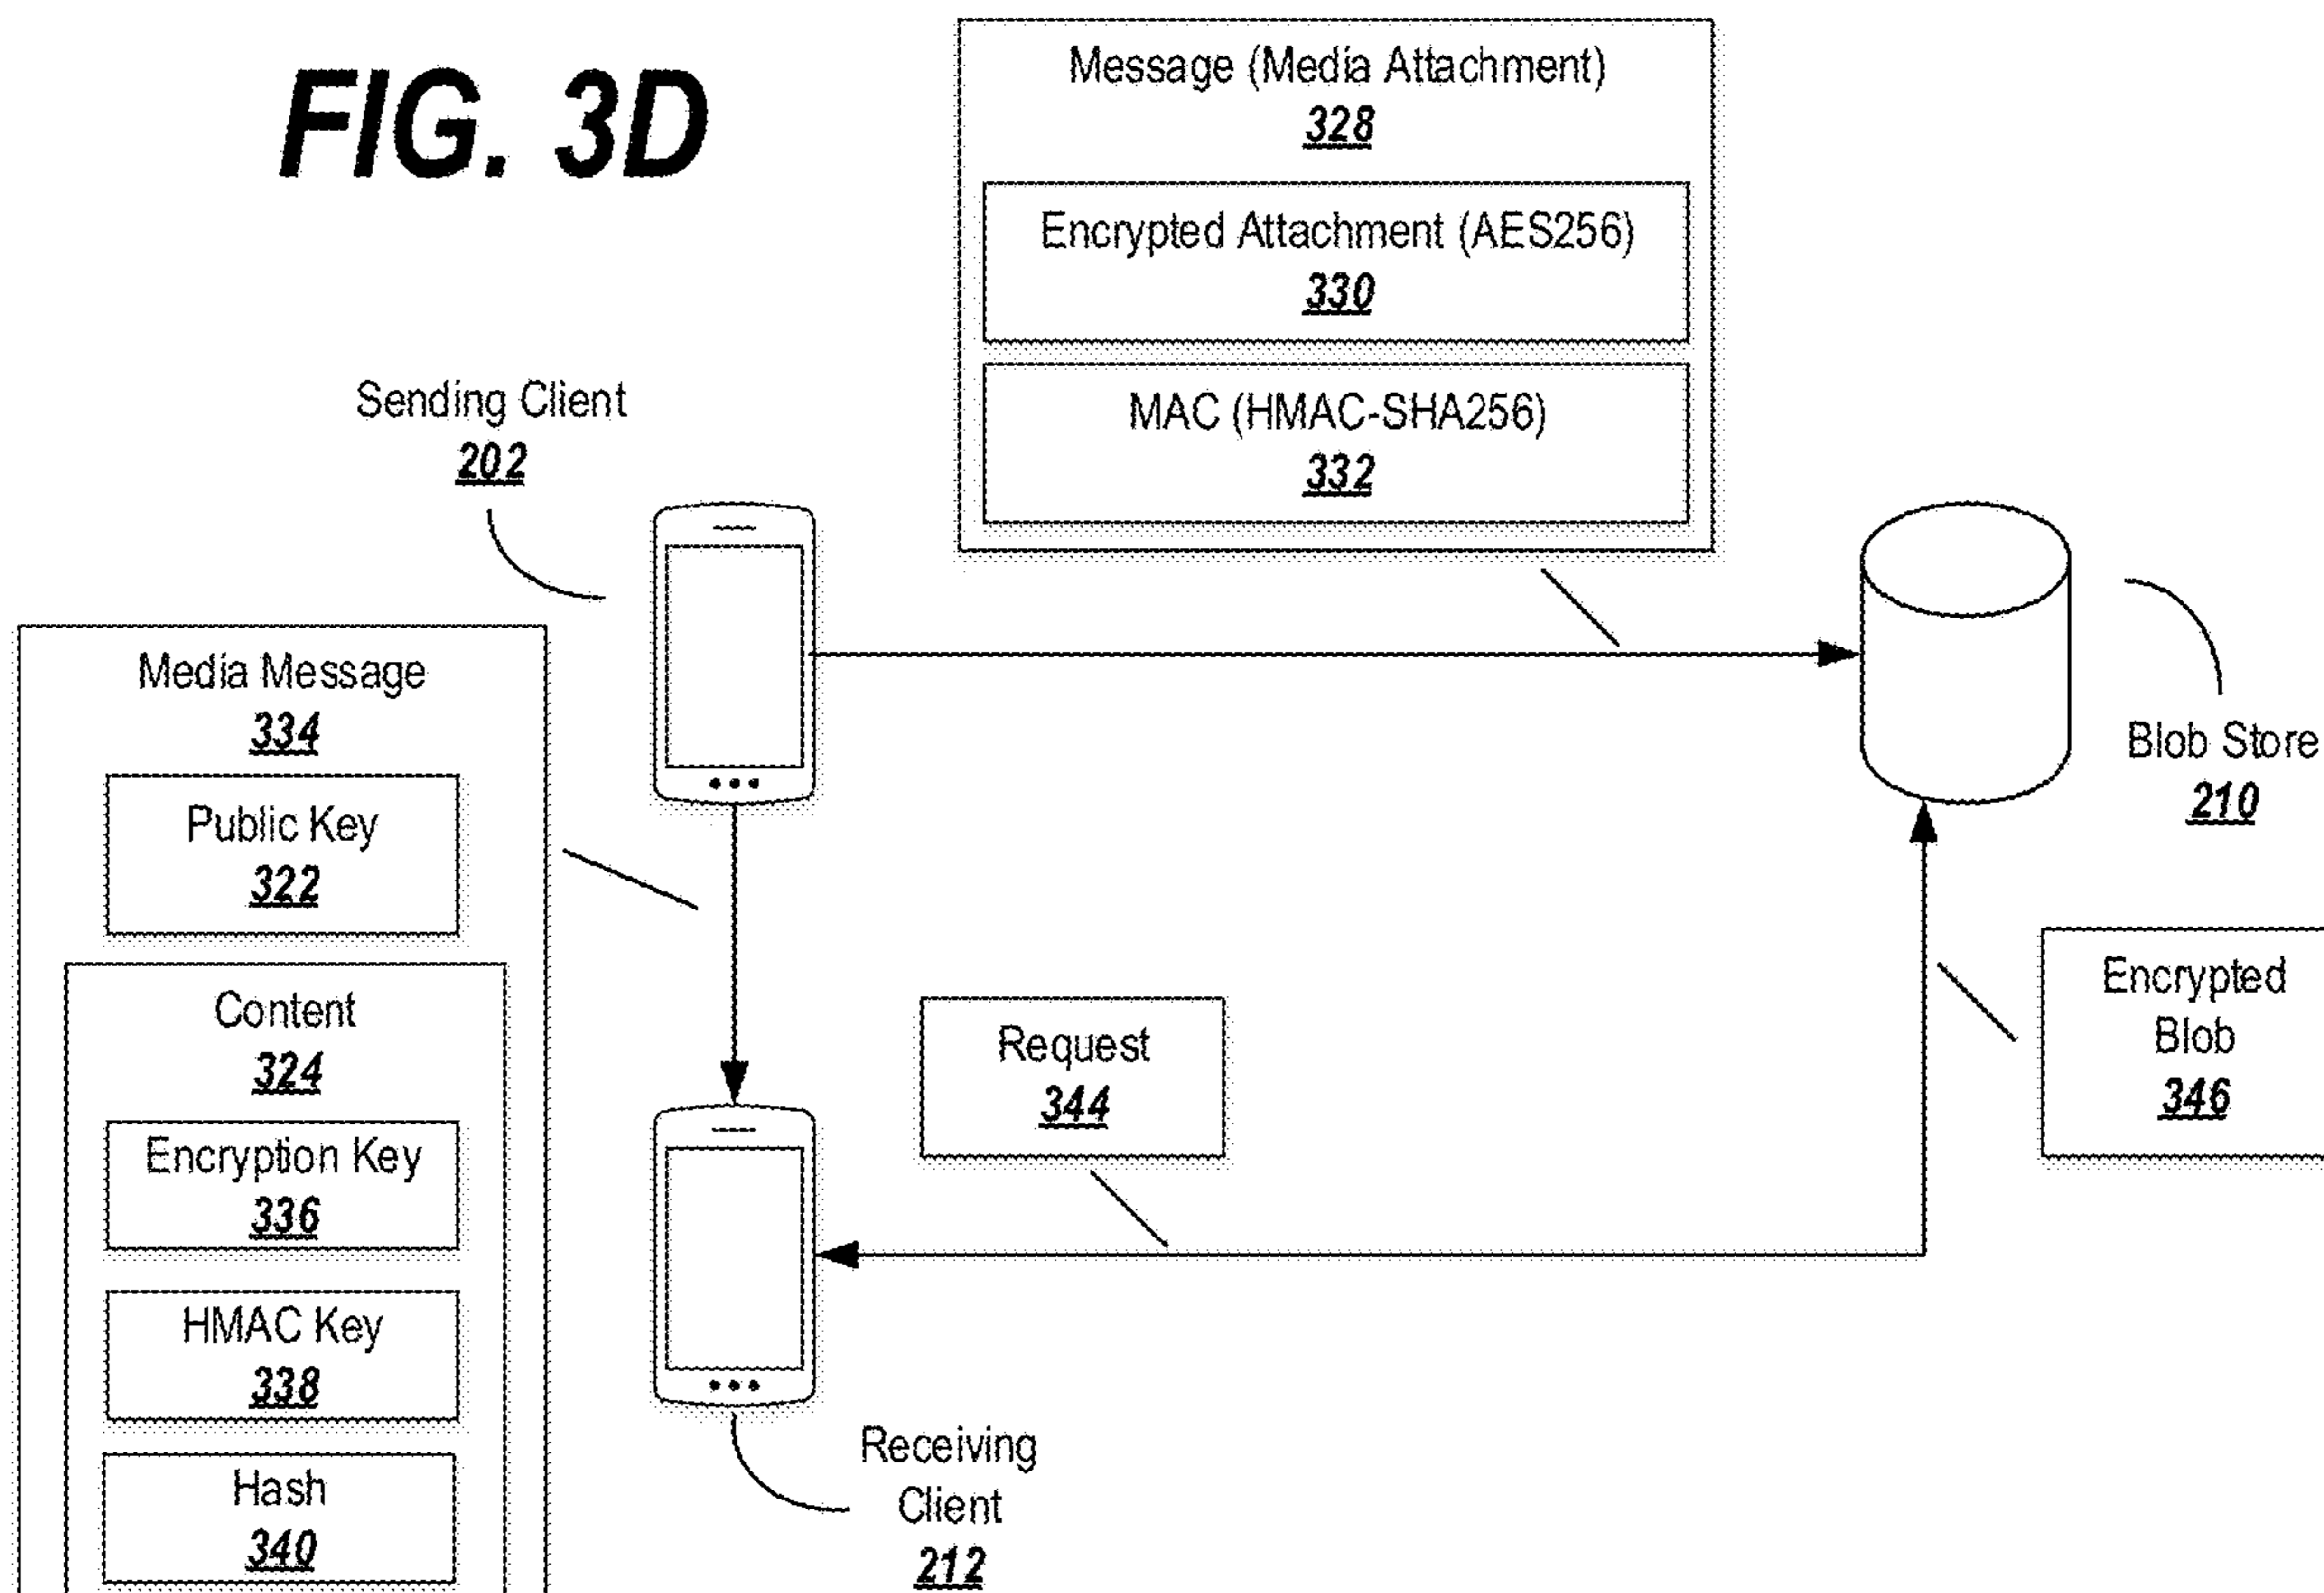 FIG. 3D
Message (Media Attachment)
328
Encrypted Attachment (AES256)
330
MAC (HMAC-SHA256)
332
Sending Client
202
Media Message
334
Public Key
322
Content
324
Encryption Key
336
HMAC Key
338
Hash
340
Blob Store
210
Encrypted
Blob
346
Request
344
Receiving
Client
212